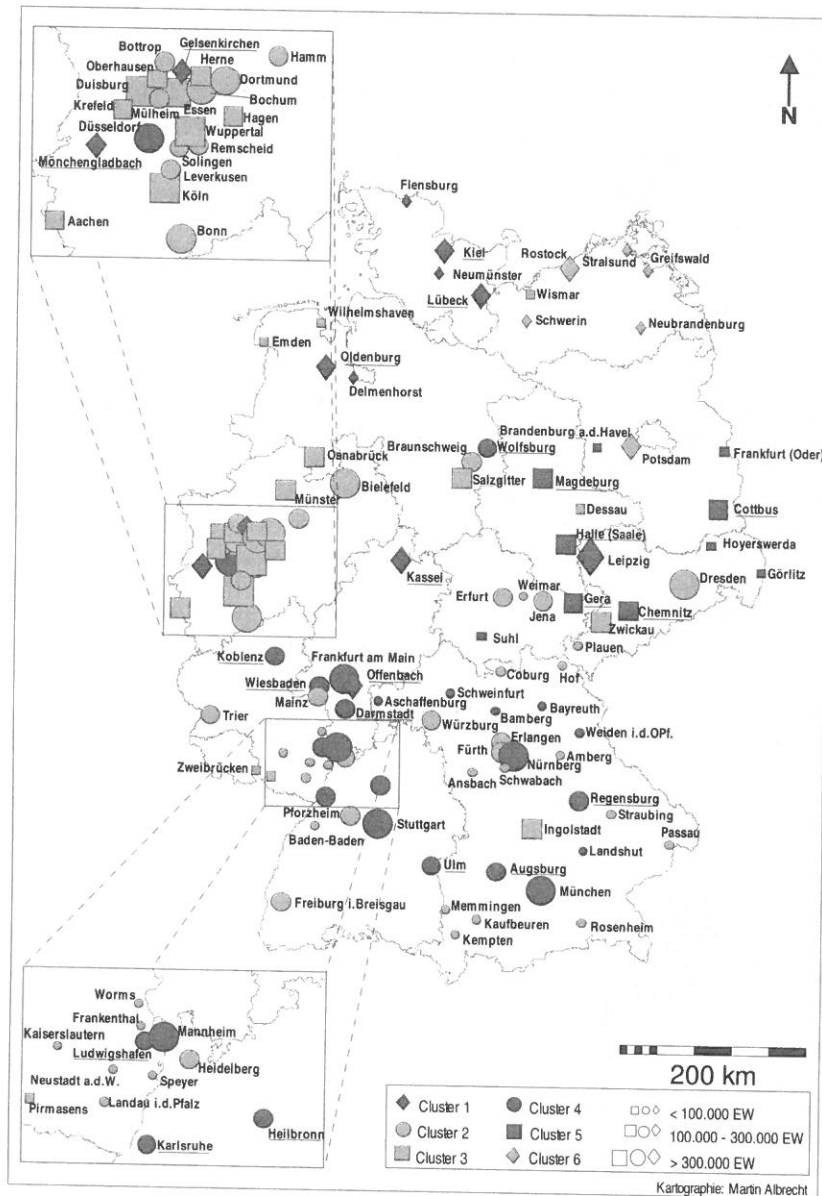 Bottrop
Gelsenkirchen
Hamm
Oberhausen
Herne
Duisburg
Dortmund
Krefeld
Essen
Bochum
Mülheim
Hagen
Düsseldorf
Wuppertal
Mönchengladbach
Remscheid
Solingen
Leverkusen
Köln
Aachen
Bonn
N
Flensburg
Kiel
Rostock
Stralsund
Greifswald
Neumünster
Lübeck
Wismar
Schwerin
Neubrandenburg
Wilhelmshaven
Emden
Oldenburg
Delmenhorst
Brandenburg a.d.Havel
Braunschweig
Wolfsburg
Osnabrück
Potsdam
Frankfurt (Oder)
Salzgitter
Magdeburg
Bielefeld
Münster
Dessau
Cottbus
Halle (Saale)
Hoyerswerda
Leipzig
Görlitz
Kassel
Dresden
Erfurt
Weimar
Jena
Gera
Chemnitz
Zwickau
Suhl
Plauen
Koblenz
Frankfurt am Main
Coburg
Hof
Wiesbaden
Offenbach
Mainz
Aschaffenburg
Schweinfurt
Bayreuth
Darmstadt
Bamberg
Trier
Würzburg
Erlangen
Weiden i.d.OPf.
Fürth
Nürnberg
Amberg
Zweibrücken
Ansbach
Schwabach
Regensburg
Pforzheim
Straubing
Stuttgart
Ingolstadt
Baden-Baden
Passau
Landshut
Ulm
Augsburg
München
Freiburg i.Breisgau
Memmingen
Kaufbeuren
Rosenheim
Kempten
Worms
Frankenthal
Mannheim
Kaiserslautern
Ludwigshafen
Heidelberg
Neustadt a.d.W.
Speyer
Pirmasens
Landau i.d.Pfalz
Heilbronn
Karlsruhe
200 km
Cluster 1
Cluster 4
< 100.000 EW
Cluster 2
Cluster 5
100.000 - 300.000 EW
Cluster 3
Cluster 6
> 300.000 EW
Kartographie: Martin Albrecht